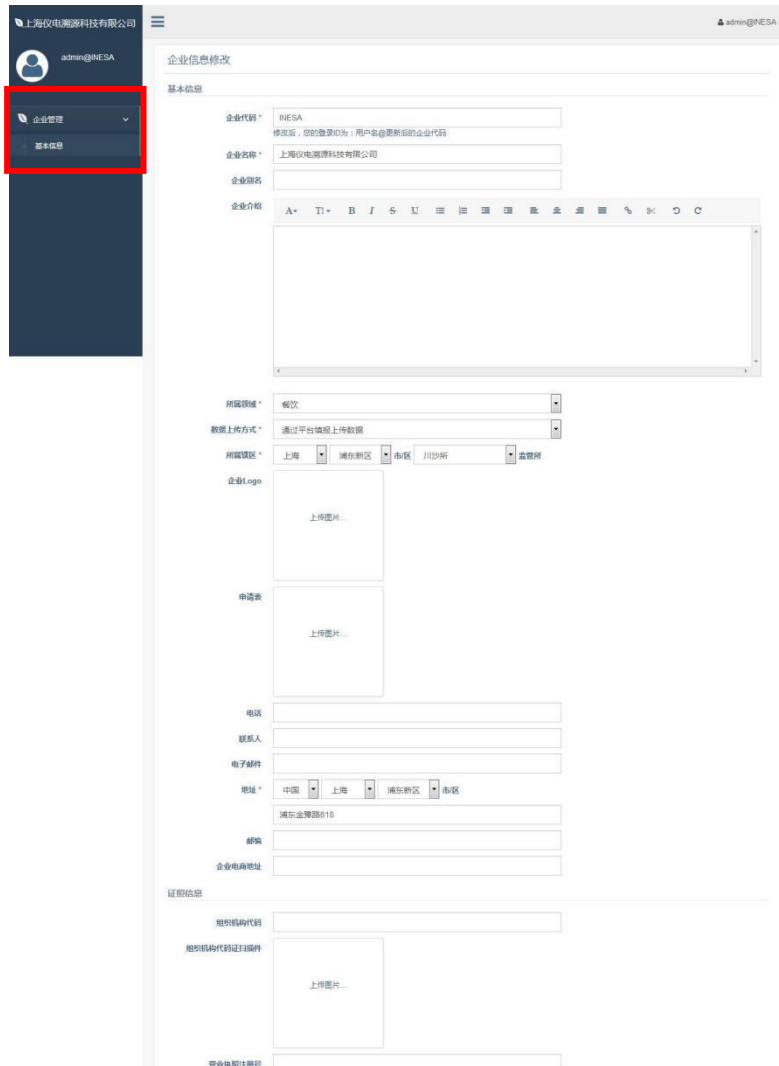 上海仪电溯源科技有限公司
admin@INESA
admin@INESA
企业管理
基本信息
企业信息修改
基本信息
企业代码 * INESA
修改后,您的登录ID为:用户名@更新后的企业代码
企业名称 * 上海仪电溯源科技有限公司
企业别名
企业介绍
A TI B I S U
所属领域 * 餐饮
数据上传方式 * 通过平台填报上传数据
所属辖区 * 上海 浦东新区 市/区 川沙所 监管所
企业Logo
上传图片...
申请表
上传图片...
电话
联系人
电子邮件
地址 * 中国 上海 浦东新区 市/区
浦东金豫路818
邮编
企业电商地址
证照信息
组织机构代码
组织机构代码证扫描件
上传图片...
营业执照注册号